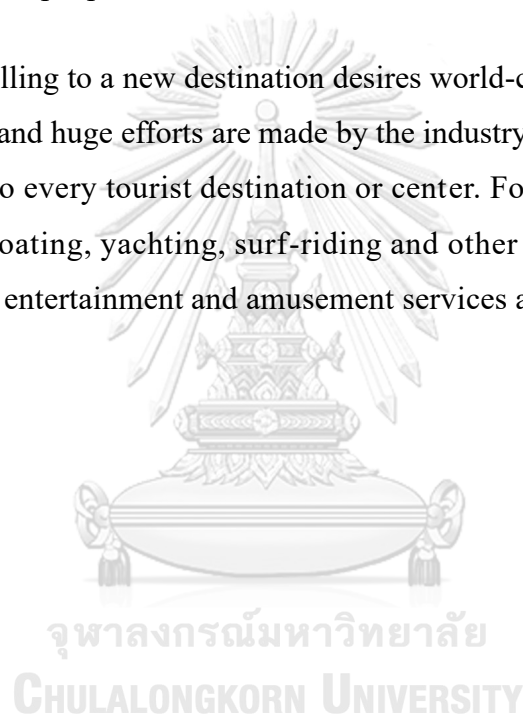 lling to a new destination desires world-c
and huge efforts are made by the industry
o every tourist destination or center. Fo
oating, yachting, surf-riding and other
entertainment and amusement services a
จุฬาลงกรณ์มหาวิทยาลัย
CHULALONGKORN UNIVERSITY